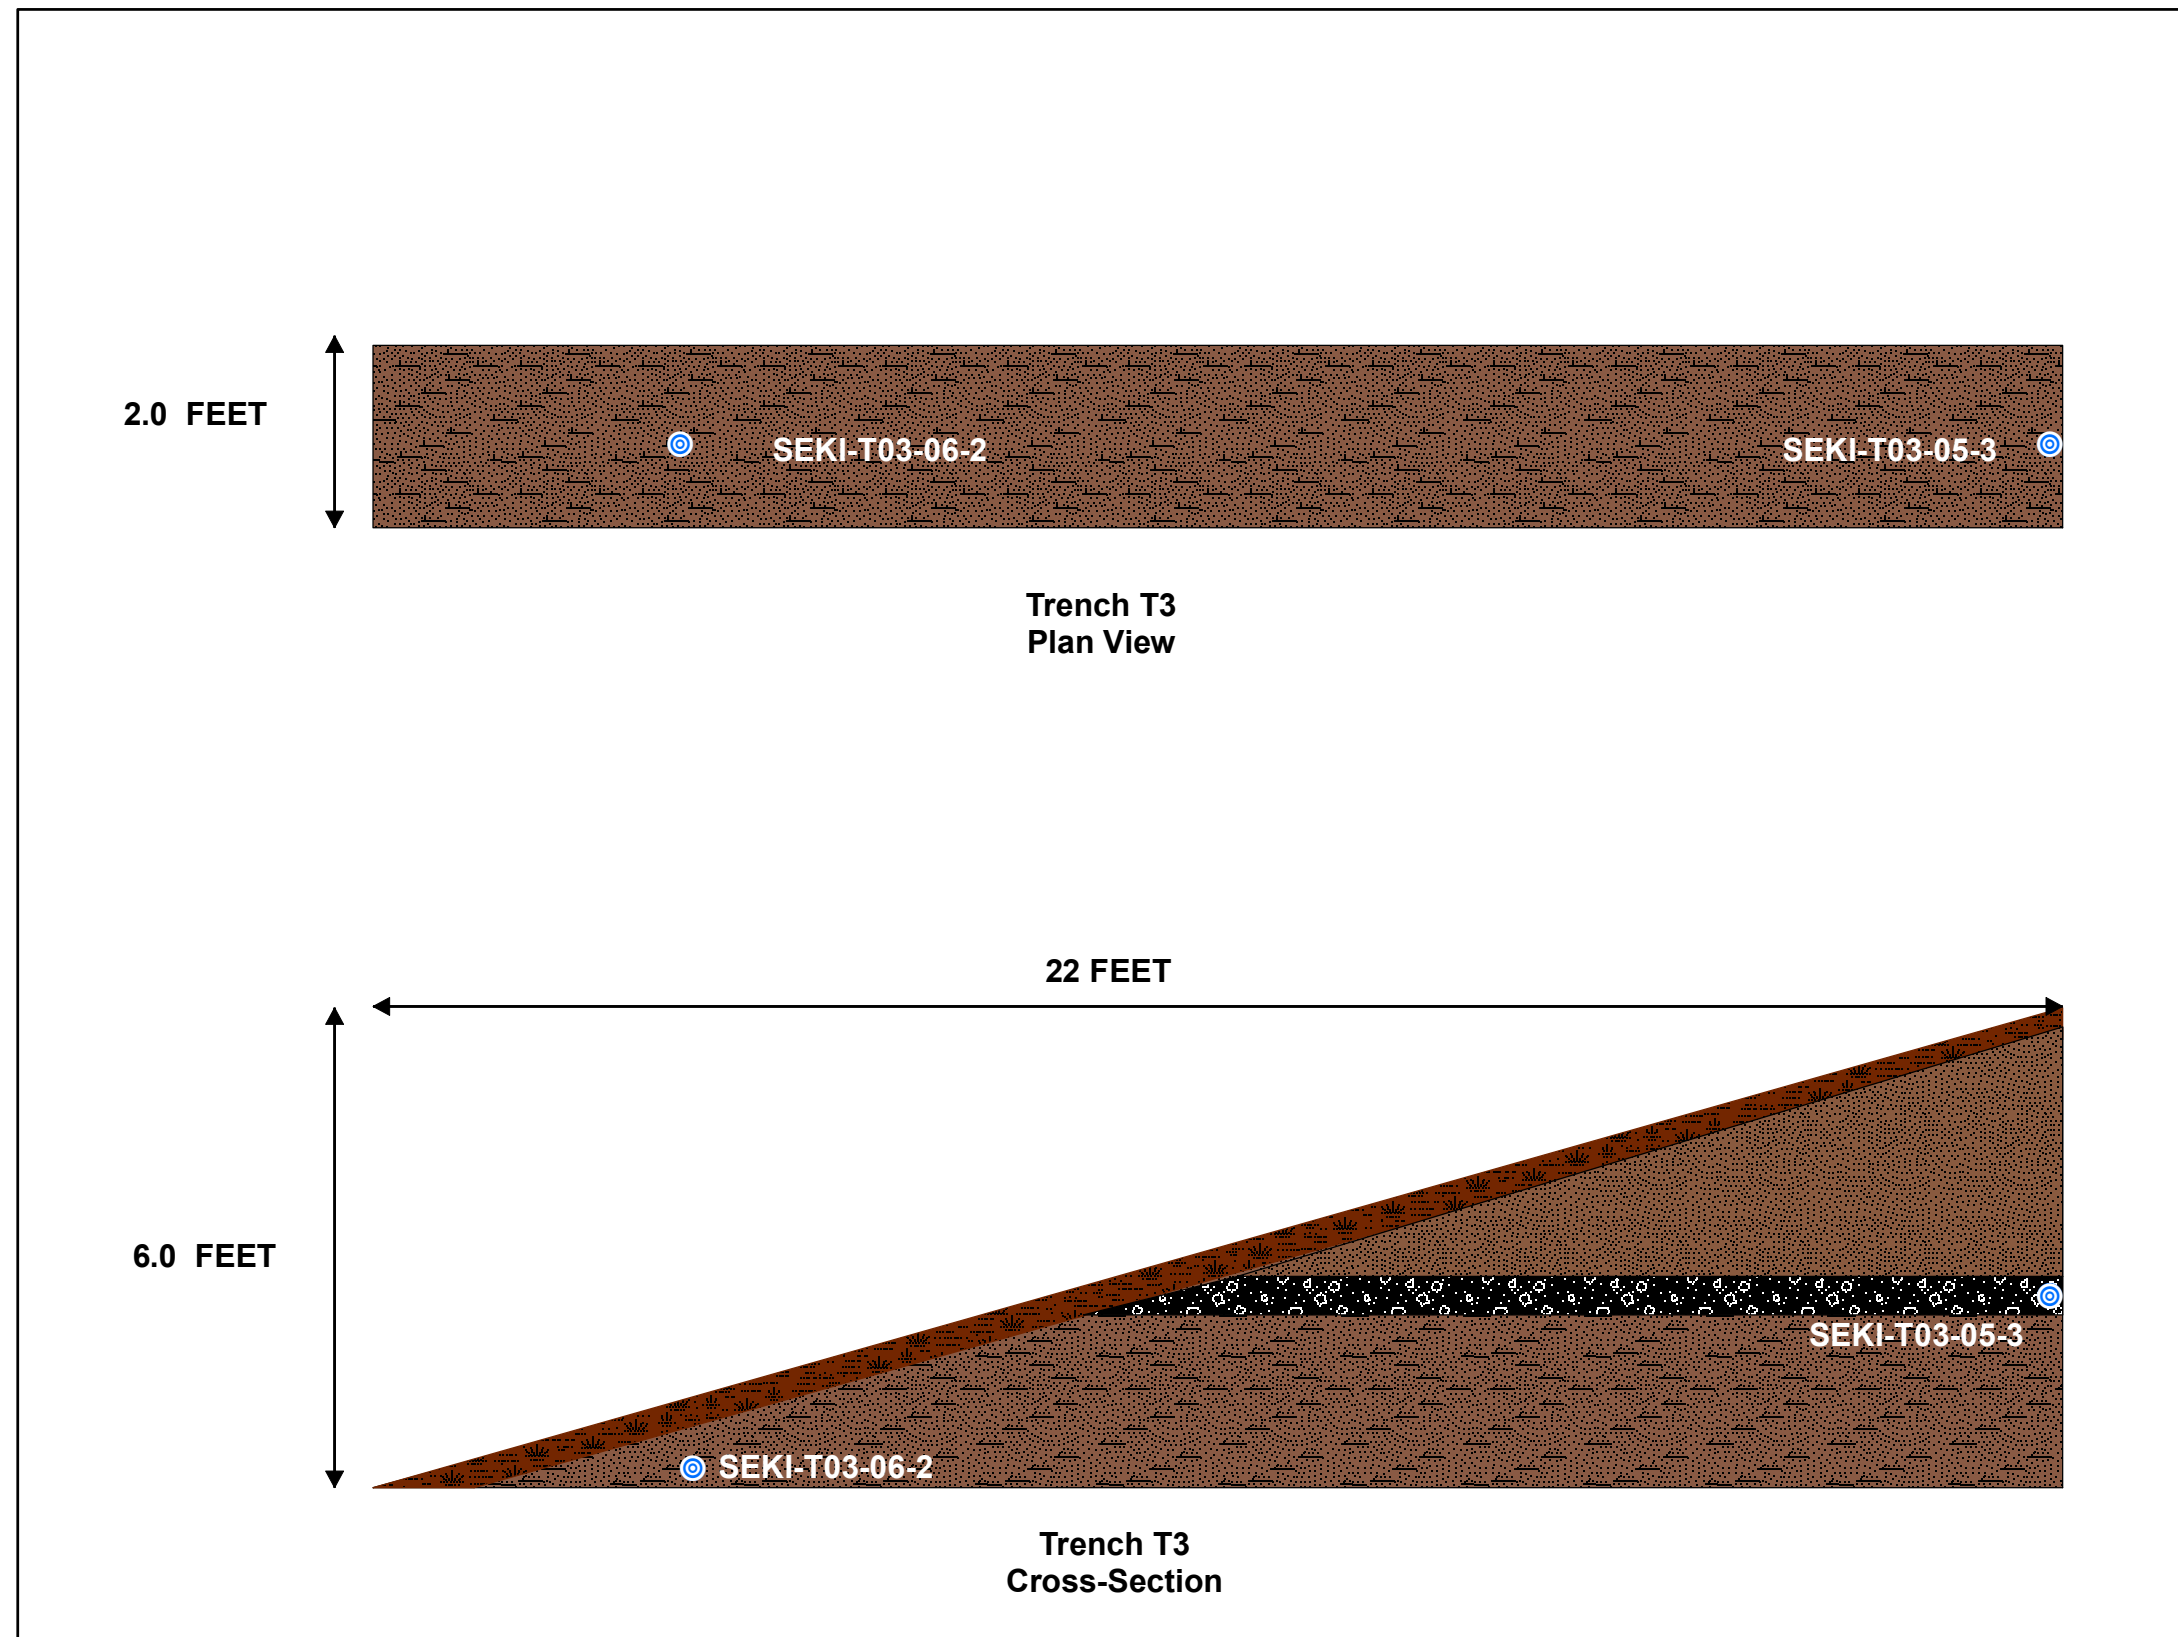 2.0 FEET
SEKI-T03-06-2
SEKI-T03-05-3
Trench T3
Plan View
22 FEET
6.0 FEET
SEKI-T03-05-3
SEKI-T03-06-2
Trench T3
Cross-Section